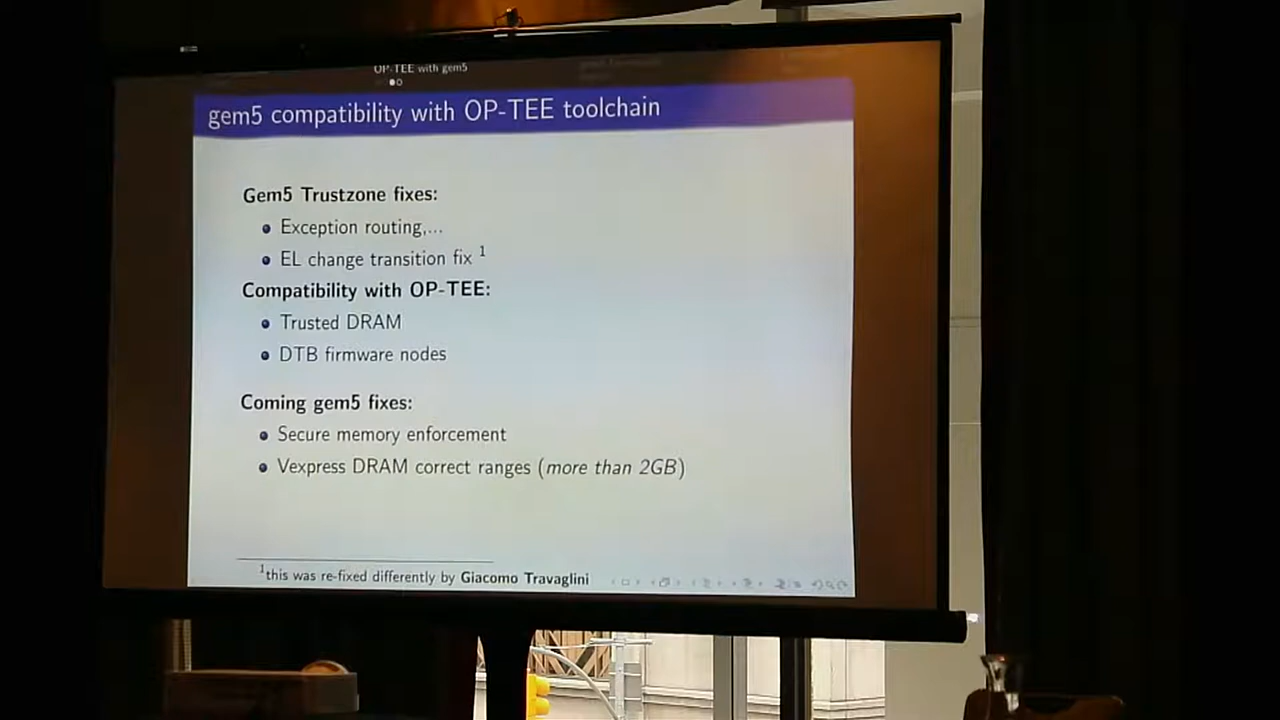 OP-TEE with gem5
gem5 compatibility with OP-TEE toolchain
Gem5 Trustzone fixes:
Exception routing,...
EL change transition fix 1
Compatibility with OP-TEE:
Trusted DRAM
DTB firmware nodes
Coming gem5 fixes:
Secure memory enforcement
Vexpress DRAM correct ranges (more than 2GB)
1this was re-fixed differently by Giacomo Travaglini